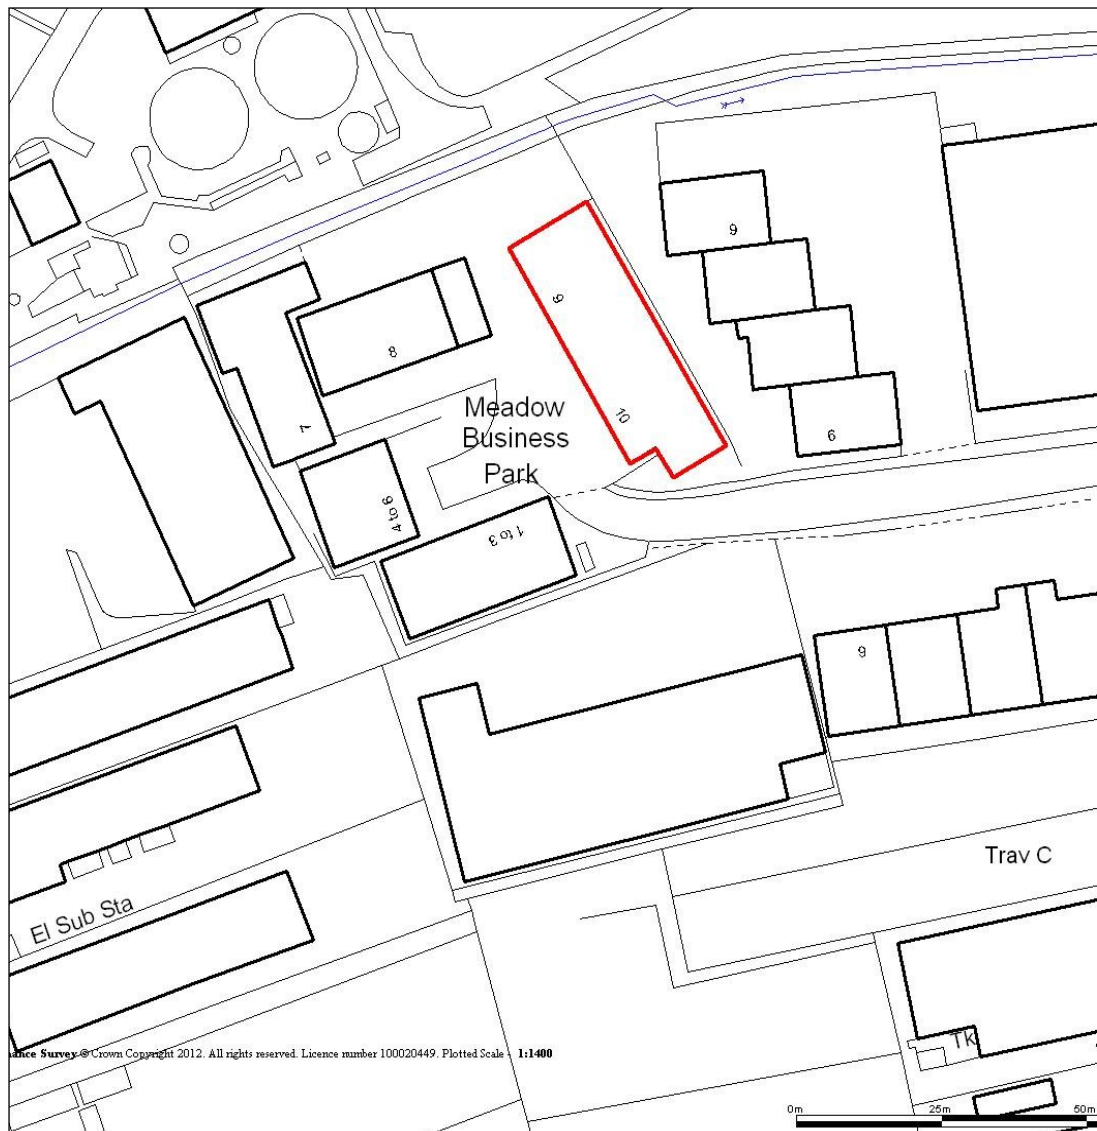 9
9
8
10
Meadow
Business
Park
7
6
4 to 6
1 to 3
9
Trav C
El Sub Sta
Tk
ance Survey © Crown Copyright 2012. All rights reserved. Licence number 100020449. Plotted Scale - 1:1400
0m 25m 50m